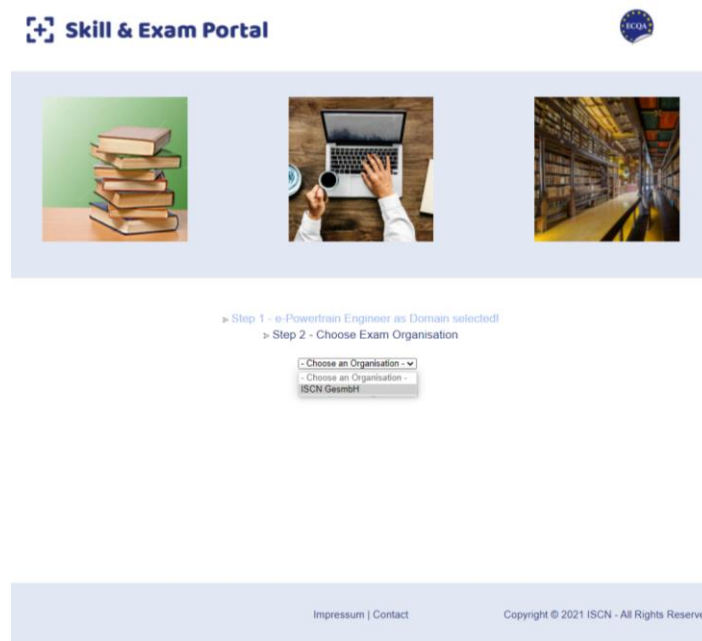 [+] Skill & Exam Portal
ECQA
Step 1 - e-Powertrain Engineer as Domain selected!
Step 2 - Choose Exam Organisation
- Choose an Organisation -
- Choose an Organisation -
ISCN GesmbH
Impressum | Contact
Copyright © 2021 ISCN - All Rights Reserve